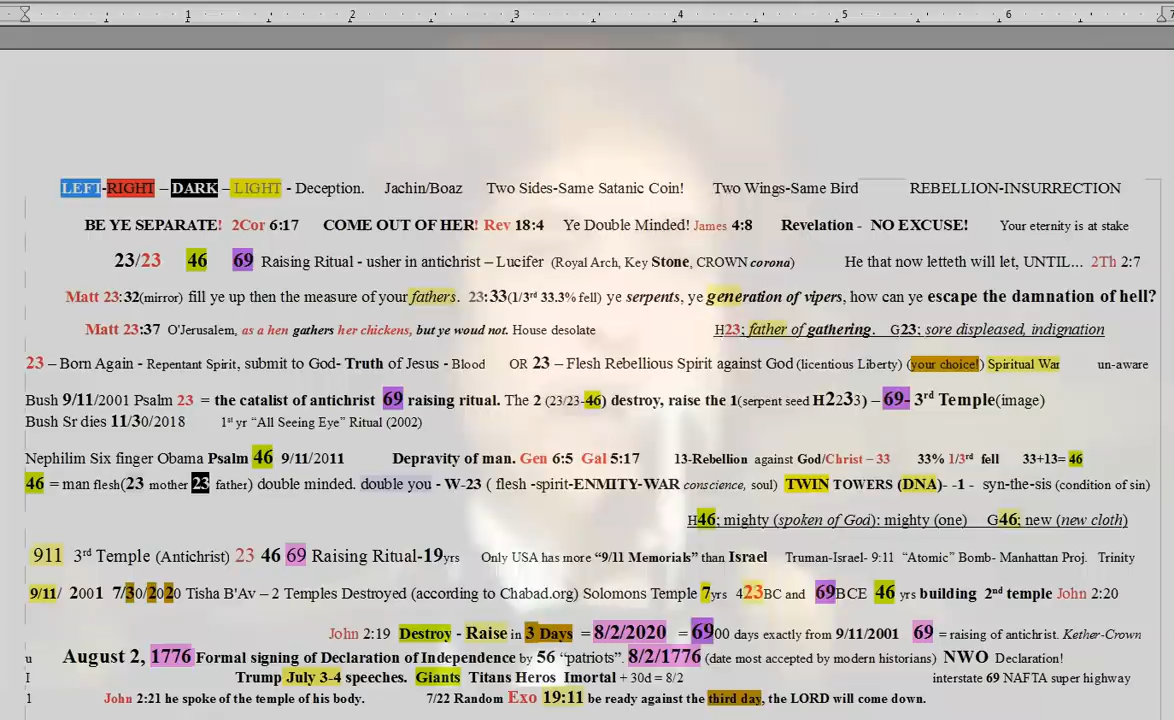 1 2 3 4 5 6 7
LEFT-RIGHT – DARK – LIGHT - Deception. Jachin/Boaz Two Sides-Same Satanic Coin! Two Wings-Same Bird REBELLION-INSURRECTION
BE YE SEPARATE! 2Cor 6:17 COME OUT OF HER! Rev 18:4 Ye Double Minded! James 4:8 Revelation - NO EXCUSE! Your eternity is at stake
23/23 46 69 Raising Ritual - usher in antichrist – Lucifer (Royal Arch, Key Stone, CROWN corona) He that now letteth will let, UNTIL... 2Th 2:7
Matt 23:32(mirror) fill ye up then the measure of your fathers. 23:33(1/3rd 33.3% fell) ye serpents, ye generation of vipers, how can ye escape the damnation of hell?
Matt 23:37 O'Jerusalem, as a hen gathers her chickens, but ye woud not. House desolate H23; father of gathering. G23; sore displeased, indignation
23 – Born Again - Repentant Spirit, submit to God- Truth of Jesus - Blood OR 23 – Flesh Rebellious Spirit against God (licentious Liberty) (your choice!) Spiritual War un-aware
Bush 9/11/2001 Psalm 23 = the catalist of antichrist 69 raising ritual. The 2 (23/23-46) destroy, raise the 1(serpent seed H2233) – 69- 3rd Temple(image)
Bush Sr dies 11/30/2018 1st yr “All Seeing Eye” Ritual (2002)
Nephilim Six finger Obama Psalm 46 9/11/2011 Depravity of man. Gen 6:5 Gal 5:17 13-Rebellion against God/Christ – 33 33% 1/3rd fell 33+13= 46
46 = man flesh(23 mother 23 father) double minded. double you - W-23 ( flesh -spirit-ENMITY-WAR conscience, soul) TWIN TOWERS (DNA)- -1 - syn-the-sis (condition of sin)
H46; mighty (spoken of God): mighty (one) G46; new (new cloth)
911 3rd Temple (Antichrist) 23 46 69 Raising Ritual-19yrs Only USA has more “9/11 Memorials” than Israel Truman-Israel- 9:11 “Atomic” Bomb- Manhattan Proj. Trinity
9/11/ 2001 7/30/2020 Tisha B'Av – 2 Temples Destroyed (according to Chabad.org) Solomons Temple 7yrs 423BC and 69BCE 46 yrs building 2nd temple John 2:20
John 2:19 Destroy - Raise in 3 Days = 8/2/2020 = 6900 days exactly from 9/11/2001 69 = raising of antichrist. Kether-Crown
u August 2, 1776 Formal signing of Declaration of Independence by 56 “patriots”. 8/2/1776 (date most accepted by modern historians) NWO Declaration!
I Trump July 3-4 speeches. Giants Titans Heros Imortal + 30d = 8/2 interstate 69 NAFTA super highway
1 John 2:21 he spoke of the temple of his body. 7/22 Random Exo 19:11 be ready against the third day, the LORD will come down.